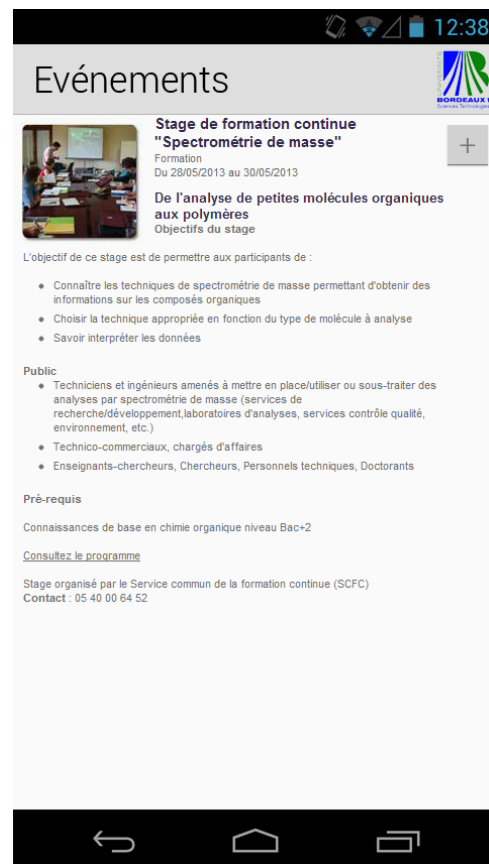 12:38
Evénements
UNIVERSITÉ
BORDEAUX 1
Sciences Technologies
Stage de formation continue
"Spectrométrie de masse"
Formation
Du 28/05/2013 au 30/05/2013
+
De l'analyse de petites molécules organiques
aux polymères
Objectifs du stage
L'objectif de ce stage est de permettre aux participants de :
Connaître les techniques de spectrométrie de masse permettant d'obtenir des
informations sur les composés organiques
Choisir la technique appropriée en fonction du type de molécule à analyse
Savoir interpréter les données
Public
Techniciens et ingénieurs amenés à mettre en place/utiliser ou sous-traiter des
analyses par spectrométrie de masse (services de
recherche/développement,laboratoires d'analyses, services contrôle qualité,
environnement, etc.)
Technico-commerciaux, chargés d'affaires
Enseignants-chercheurs, Chercheurs, Personnels techniques, Doctorants
Pré-requis
Connaissances de base en chimie organique niveau Bac+2
Consultez le programme
Stage organisé par le Service commun de la formation continue (SCFC)
Contact : 05 40 00 64 52